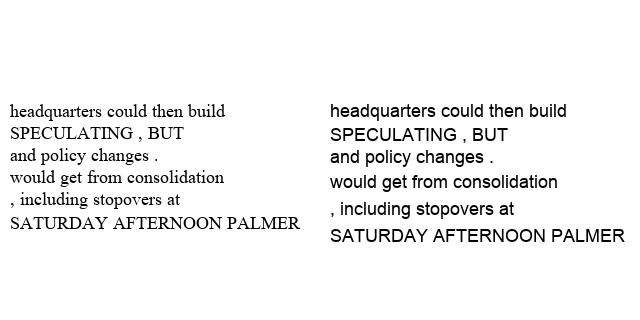 headquarters could then build
SPECULATING , BUT
and policy changes .
would get from consolidation
, including stopovers at
SATURDAY AFTERNOON PALMER
headquarters could then build
SPECULATING , BUT
and policy changes .
would get from consolidation
, including stopovers at
SATURDAY AFTERNOON PALMER